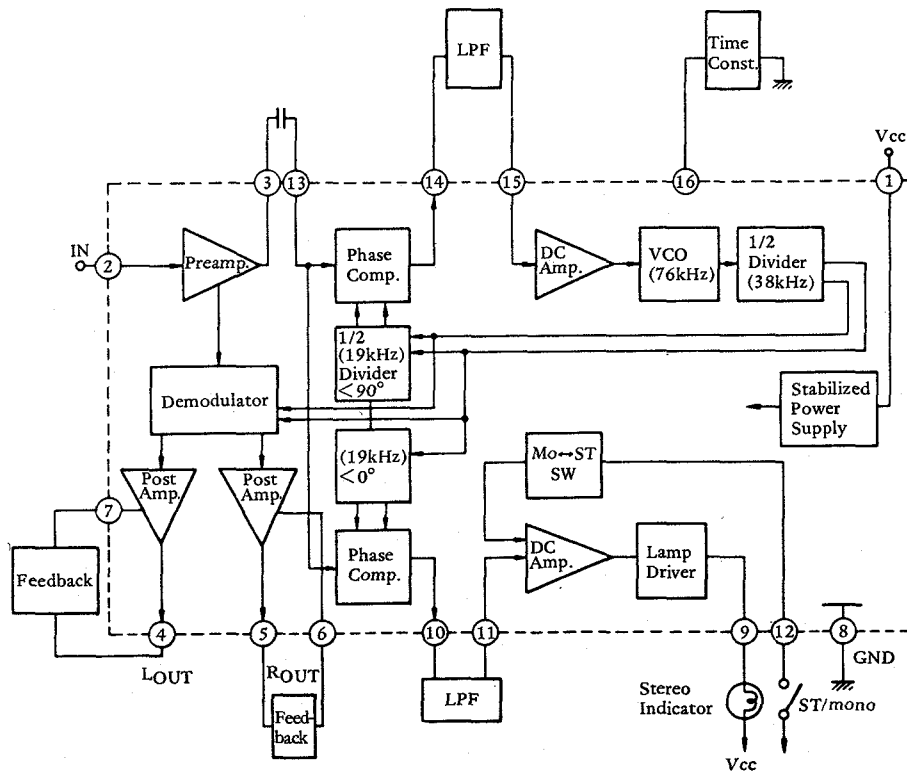 LPF
Time
Const.
Vcc
3
13
14
15
16
1
IN
2
Preamp.
Phase
Comp.
DC
Amp.
VCO
(76kHz)
1/2
Divider
(38kHz)
1/2
(19kHz)
Divider
<90°
Demodulator
Stabilized
Power
Supply
(19kHz)
<0°
Mo↔ST
SW
7
Post
Amp.
Post
Amp.
Feedback
Phase
Comp.
DC
Amp.
Lamp
Driver
4
5
6
10
11
9
12
8
LOUT
ROUT
GND
Feed-
back
LPF
Stereo
Indicator
ST/mono
Vcc